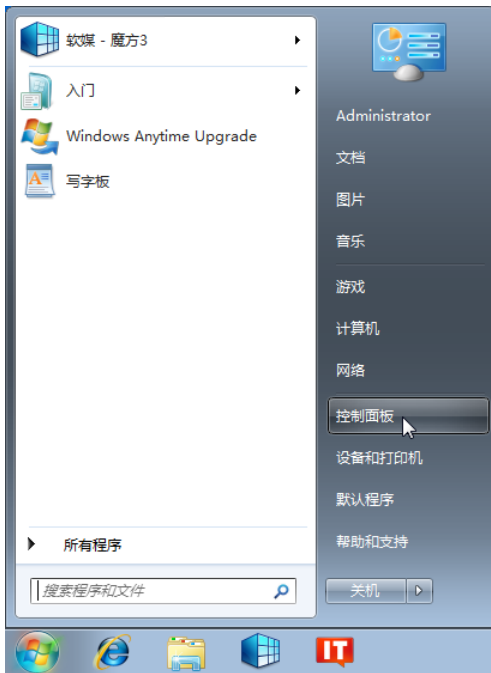 软媒 - 魔方3
入门
Windows Anytime Upgrade
写字板
所有程序
搜索程序和文件
Administrator
文档
图片
音乐
游戏
计算机
网络
控制面板
设备和打印机
默认程序
帮助和支持
关机
IT